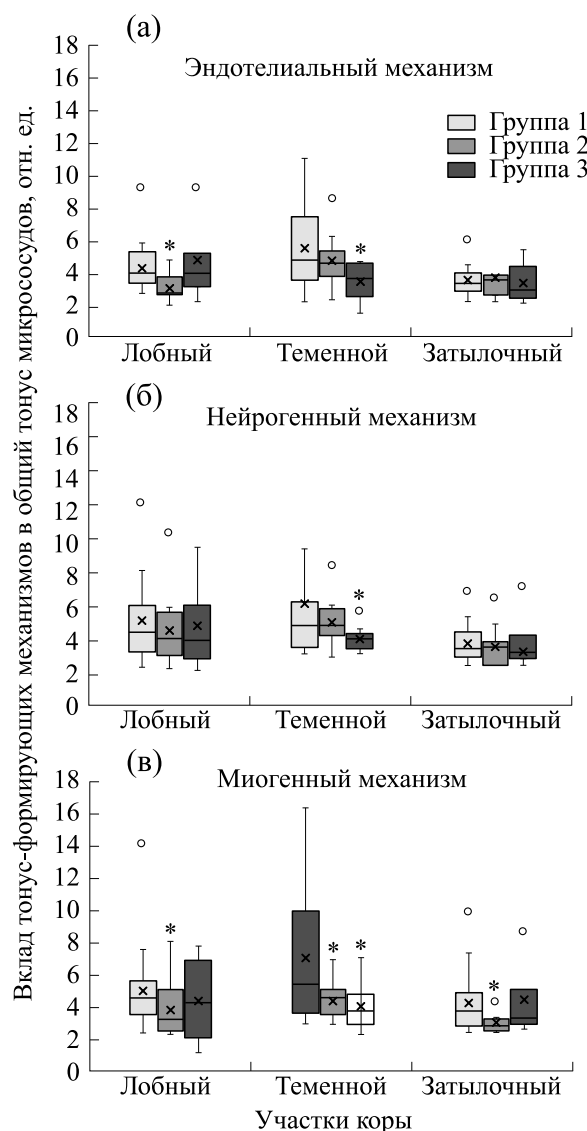 Вклад тонус-формирующих механизмов в общий тонус микрососудов, отн. ед.
(а)
Эндотелиальный механизм
Группа 1
Группа 2
Группа 3
18
16
14
12
10
8
6
4
2
0
*
*
Лобный Теменной Затылочный
(б)
Нейрогенный механизм
18
16
14
12
10
8
6
4
2
0
*
Лобный Теменной Затылочный
(в)
Миогенный механизм
18
16
14
12
10
8
6
4
2
0
*
* *
*
Лобный Теменной Затылочный
Участки коры